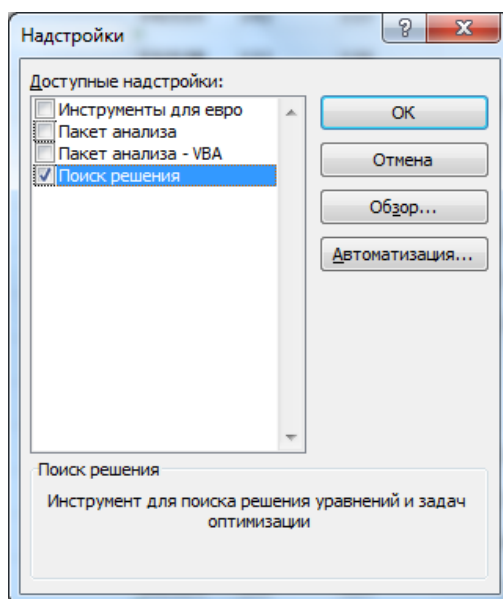 Надстройки
Доступные надстройки:
Инструменты для евро
Пакет анализа
Пакет анализа - VBA
Поиск решения
ОК
Отмена
Обзор...
Автоматизация...
Поиск решения
Инструмент для поиска решения уравнений и задач
оптимизации